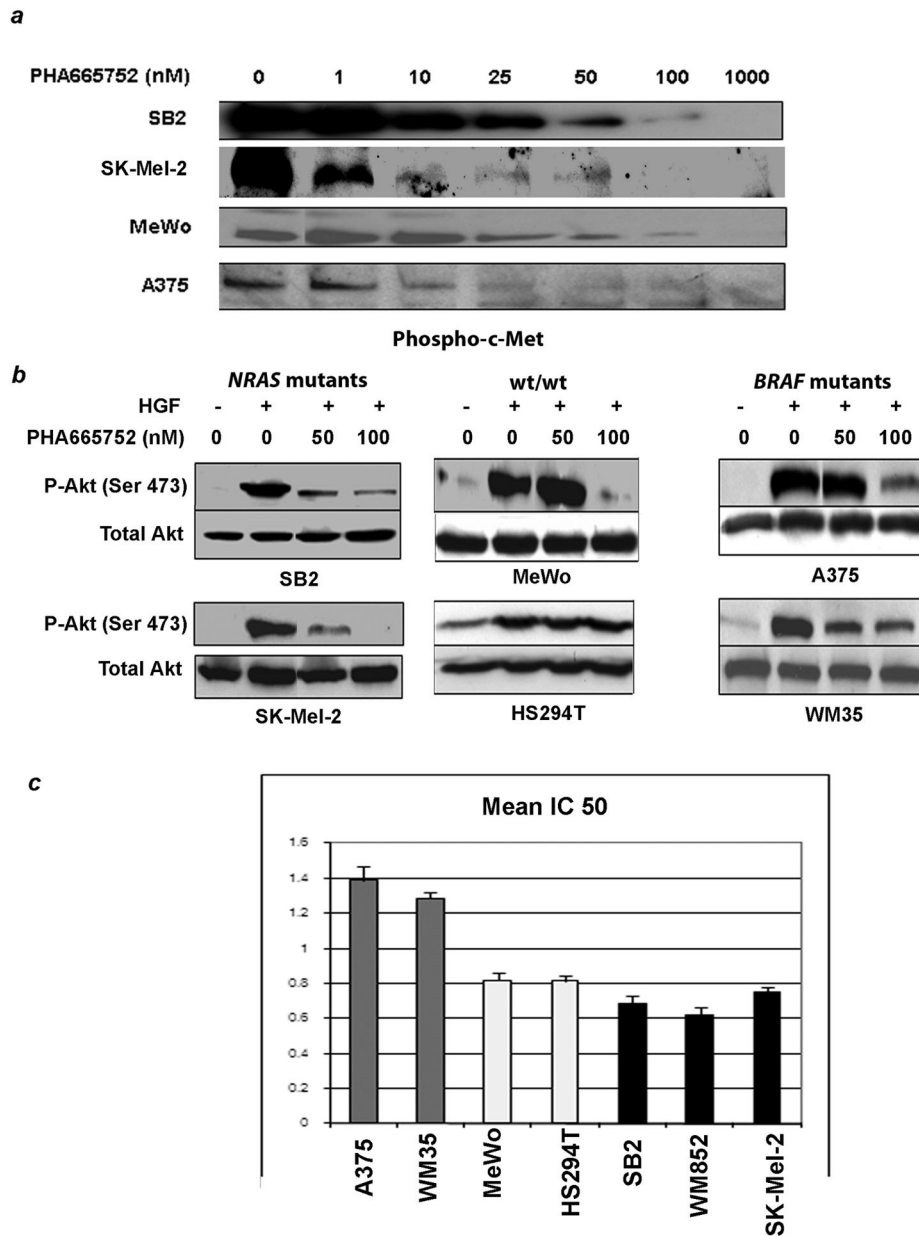 a
PHA665752 (nM) 0 1 10 25 50 100 1000
SB2
SK-Mel-2
MeWo
A375
Phospho-c-Met
b
NRAS mutants wt/wt BRAF mutants
HGF - + + + - + + + - + + +
PHA665752 (nM) 0 0 50 100 0 0 50 100 0 0 50 100
P-Akt (Ser 473)
Total Akt
SB2 MeWo A375
P-Akt (Ser 473)
Total Akt
SK-Mel-2 HS294T WM35
c
Mean IC 50
1.6
1.4
1.2
1
0.8
0.6
0.4
0.2
0
A375 WM35 MeWo HS294T SB2 WM852 SK-Mel-2